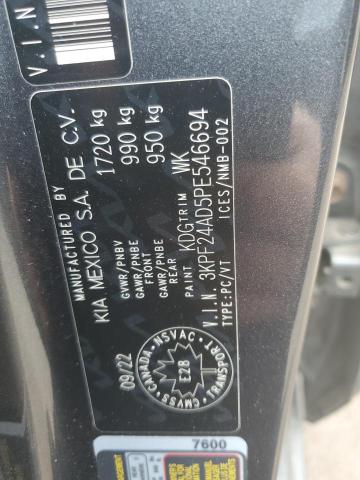 V.I.N
MANUFACTURED BY
KIA MEXICO S.A. DE C.V.
GVWR/PNBV 1720 kg
GAWR/PNBE FRONT 990 kg
GAWR/PNBE REAR 950 kg
PAINT KDG TRIM WK
V.I.N. 3KPF24AD5PE546694
TYPE:PC/VT ICES/NMB-002
09/22
CANADA NSVAC TRANSPORT CMVSS
E28
7600